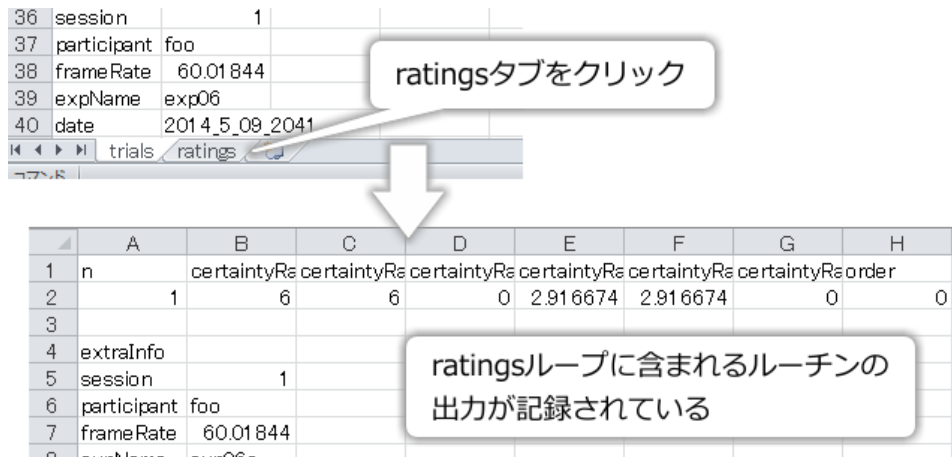 36 session 1
37 participant foo
38 frameRate 60.01844
39 expName exp06
40 date 2014_5_09_2041
ratingsタブをクリック
trials ratings
A B C D E F G H
1 n certaintyRa certaintyRa certaintyRa certaintyRa certaintyRa certaintyRa order
2 1 6 6 0 2.916674 2.916674 0 0
3
4 extraInfo
5 session 1
6 participant foo
7 frameRate 60.01844
ratingsループに含まれるルーチンの
出力が記録されている